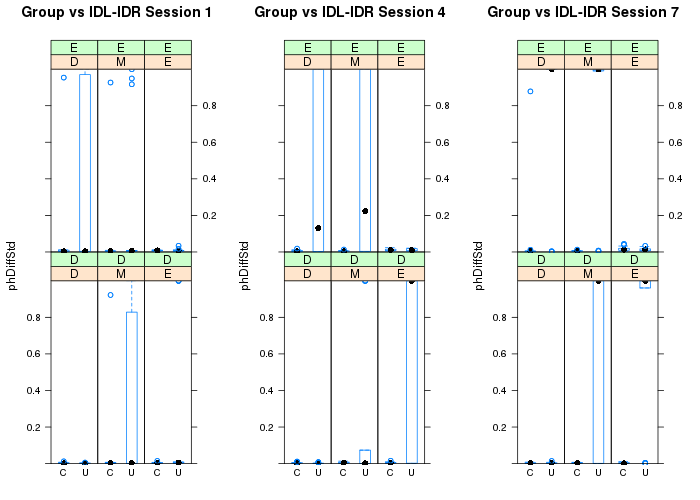 Group vs IDL-IDR Session 1
Group vs IDL-IDR Session 4
Group vs IDL-IDR Session 7
E E E
E E E
E E E
D M E
D M E
D M E
0.8 0.8 0.8
0.6 0.6 0.6
0.4 0.4 0.4
0.2 0.2 0.2
phDiffStd phDiffStd phDiffStd
D D D
D D D
D D D
D M E
D M E
D M E
0.8 0.8 0.8
0.6 0.6 0.6
0.4 0.4 0.4
0.2 0.2 0.2
C U C U C U
C U C U C U
C U C U C U